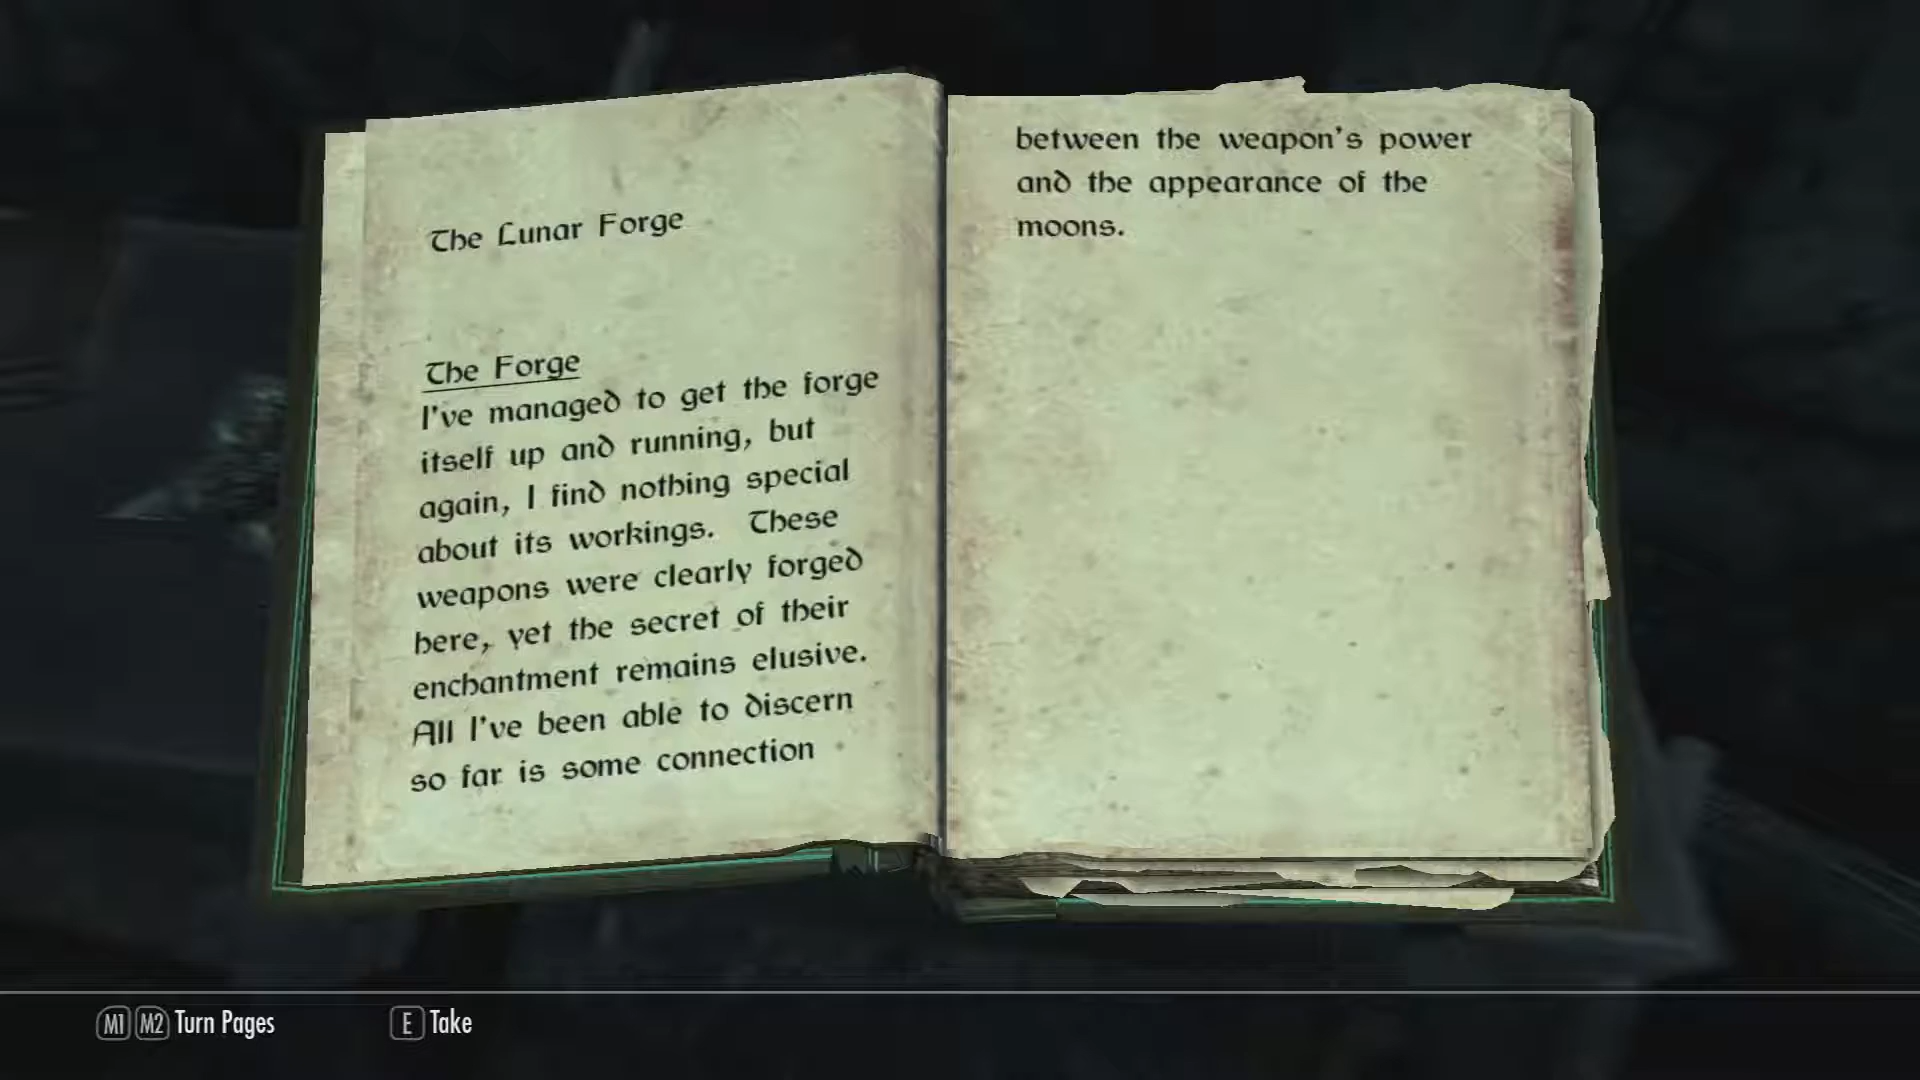 The Lunar Forge
The Forge
I've managed to get the forge
itself up and running, but
again, I find nothing special
about its workings. These
weapons were clearly forged
here, yet the secret of their
enchantment remains elusive.
All I've been able to discern
so far is some connection
between the weapon's power
and the appearance of the
moons.
M1 M2 Turn Pages
E Take